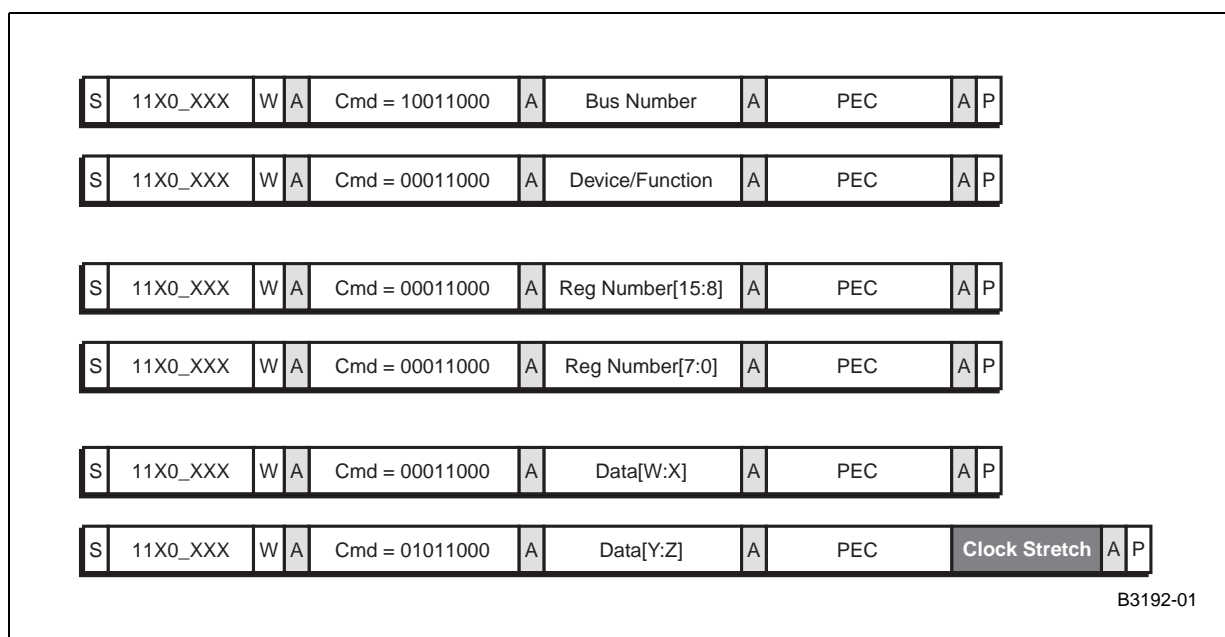 S 11X0_XXX W A Cmd = 10011000 A Bus Number A PEC A P
S 11X0_XXX W A Cmd = 00011000 A Device/Function A PEC A P
S 11X0_XXX W A Cmd = 00011000 A Reg Number[15:8] A PEC A P
S 11X0_XXX W A Cmd = 00011000 A Reg Number[7:0] A PEC A P
S 11X0_XXX W A Cmd = 00011000 A Data[W:X] A PEC A P
S 11X0_XXX W A Cmd = 01011000 A Data[Y:Z] A PEC Clock Stretch A P
B3192-01